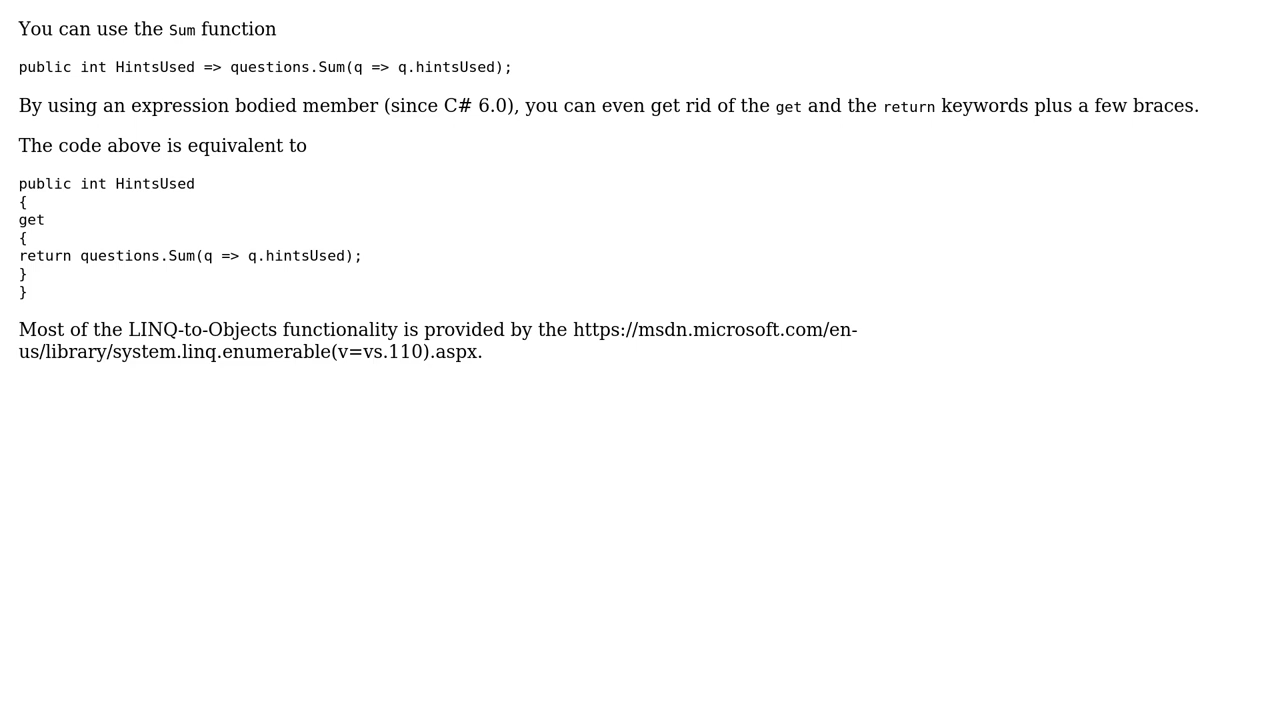 You can use the Sum function
public int HintsUsed => questions.Sum(q => q.hintsUsed);
By using an expression bodied member (since C# 6.0), you can even get rid of the get and the return keywords plus a few braces.
The code above is equivalent to
public int HintsUsed
{
get
{
return questions.Sum(q => q.hintsUsed);
}
}
Most of the LINQ-to-Objects functionality is provided by the https://msdn.microsoft.com/en-
us/library/system.linq.enumerable(v=vs.110).aspx.